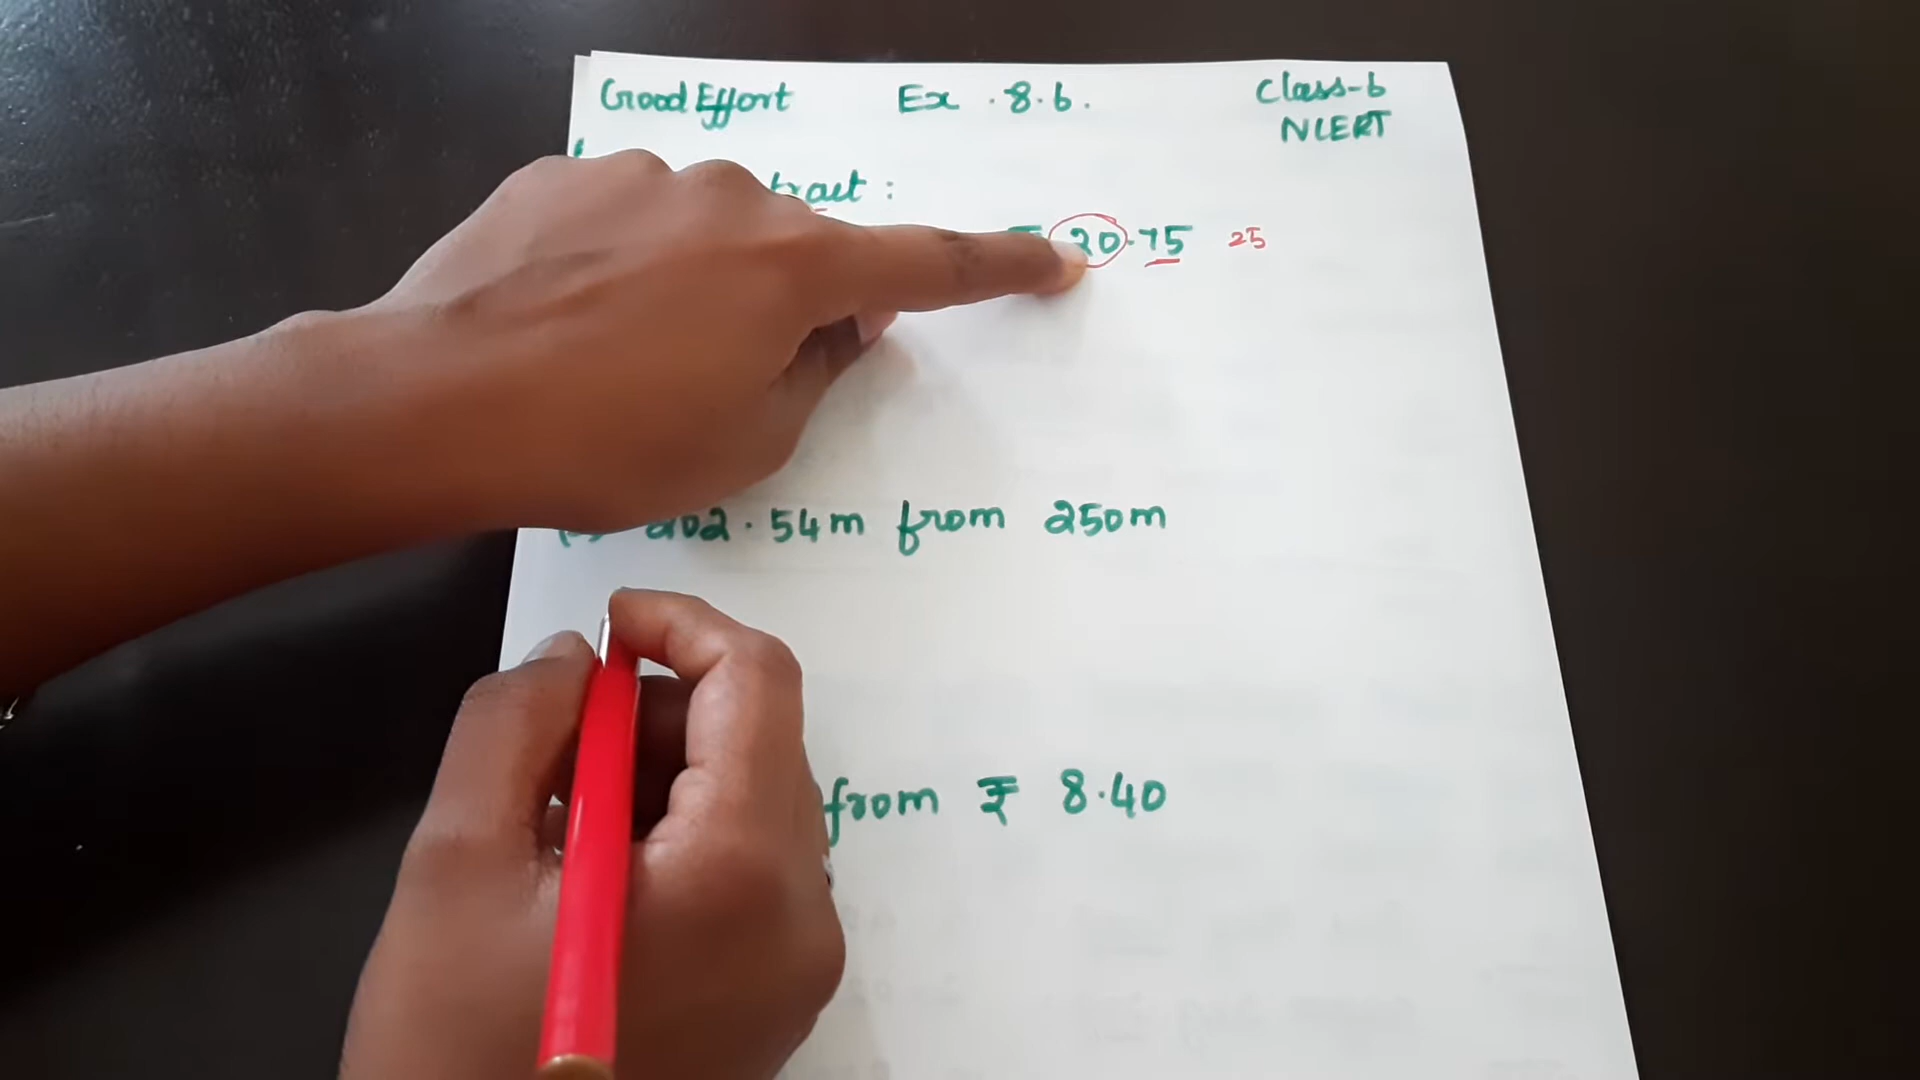 Good Effort Ex . 8.6. Class-6
NCERT
tract :
₹ 20.75 25
202.54m from 250m
from ₹ 8.40